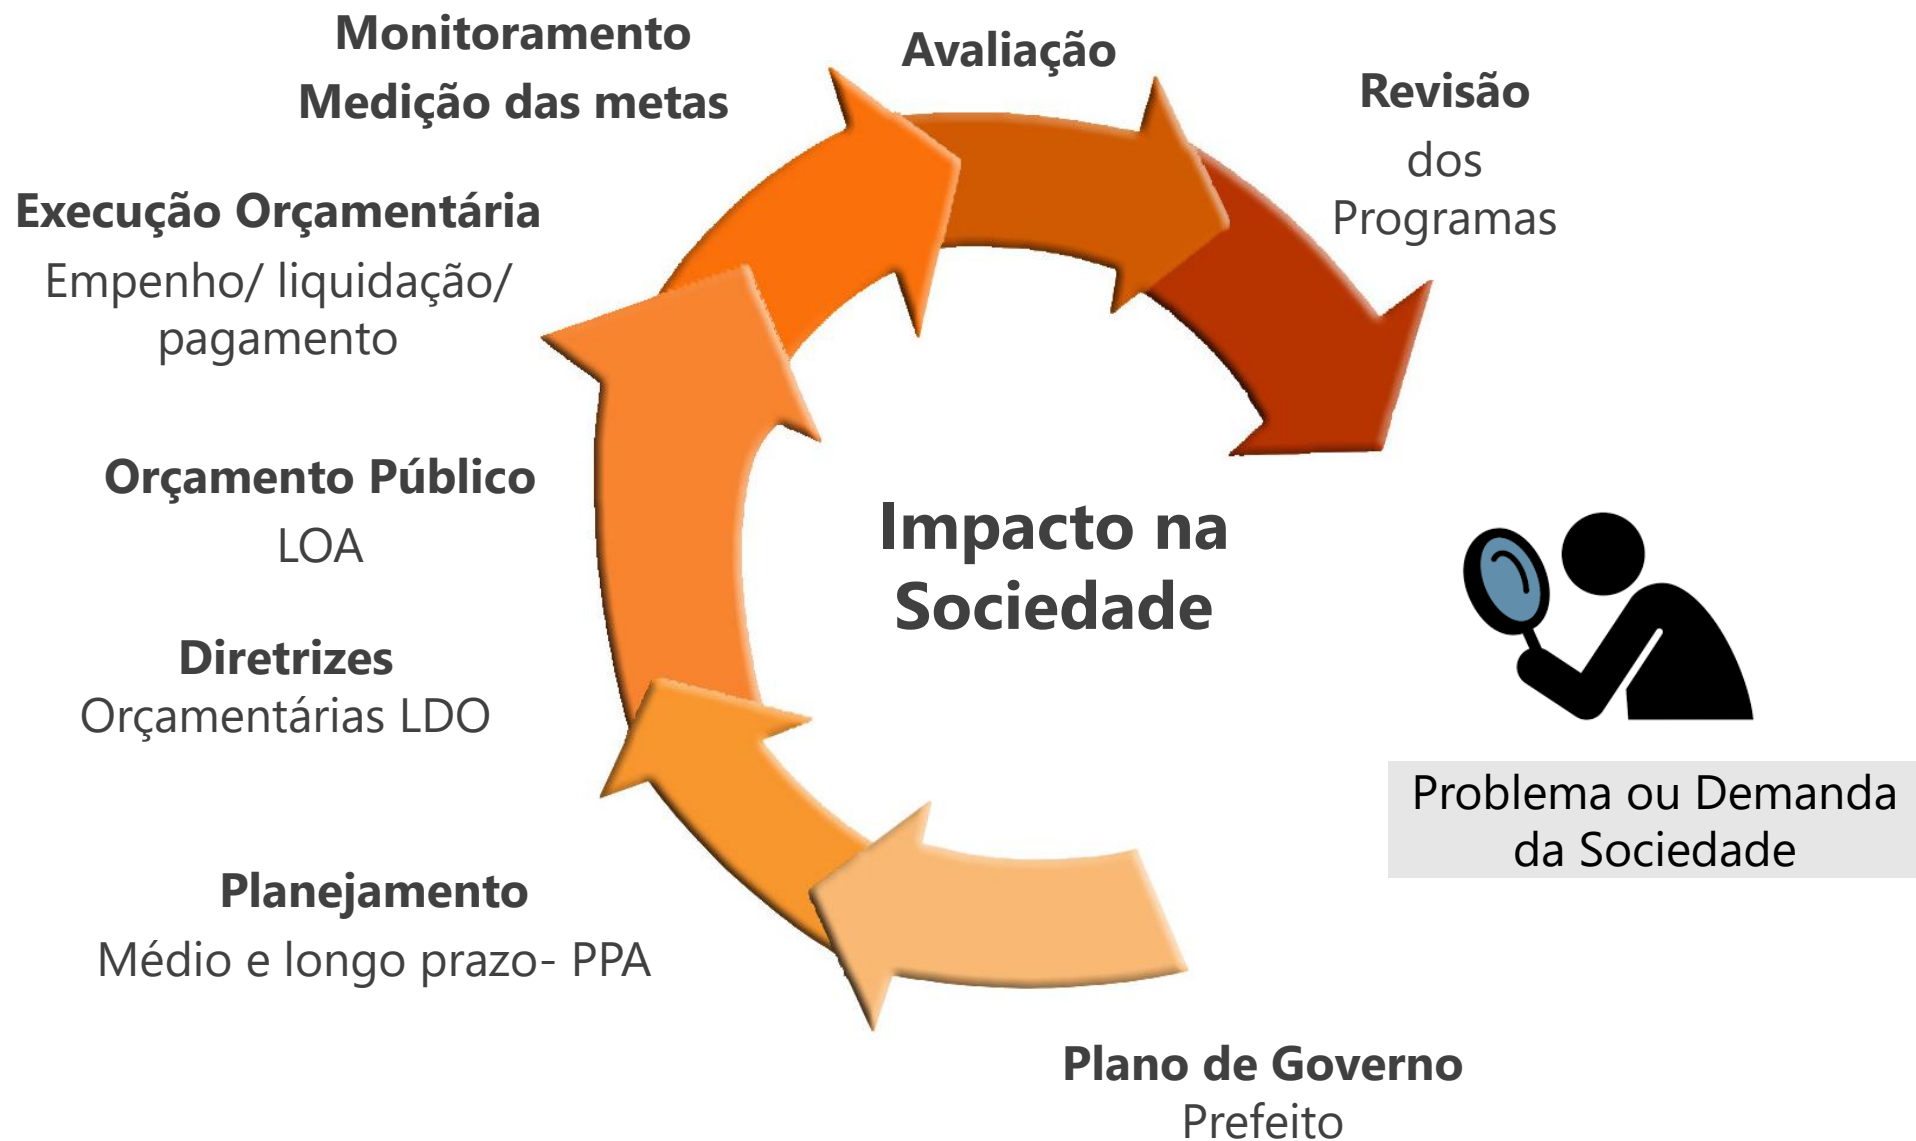 Monitoramento
Medição das metas
Avaliação
Revisão
dos
Programas
Execução Orçamentária
Empenho/ liquidação/
pagamento
Orçamento Público
LOA
Impacto na
Sociedade
Diretrizes
Orçamentárias LDO
Problema ou Demanda
da Sociedade
Planejamento
Médio e longo prazo- PPA
Plano de Governo
Prefeito